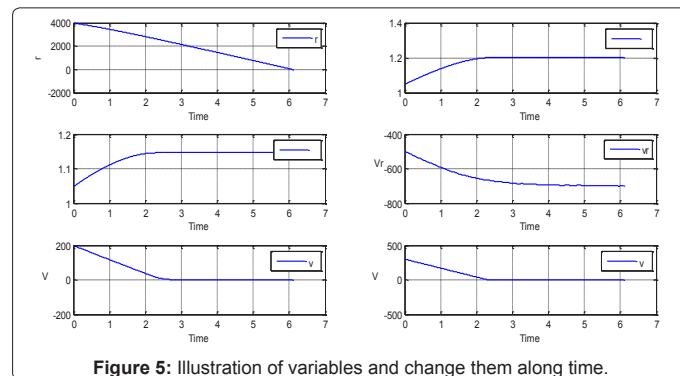 4000
2000
0
-2000
r
r
0 1 2 3 4 5 6 7
Time
1.4
1.2
1
0 1 2 3 4 5 6 7
Time
1.2
1.1
1
0 1 2 3 4 5 6 7
Time
-400
-600
-800
Vr
vr
0 1 2 3 4 5 6 7
Time
200
0
-200
V
v
0 1 2 3 4 5 6 7
Time
500
0
-500
V
v
0 1 2 3 4 5 6 7
Time
Figure 5: Illustration of variables and change them along time.